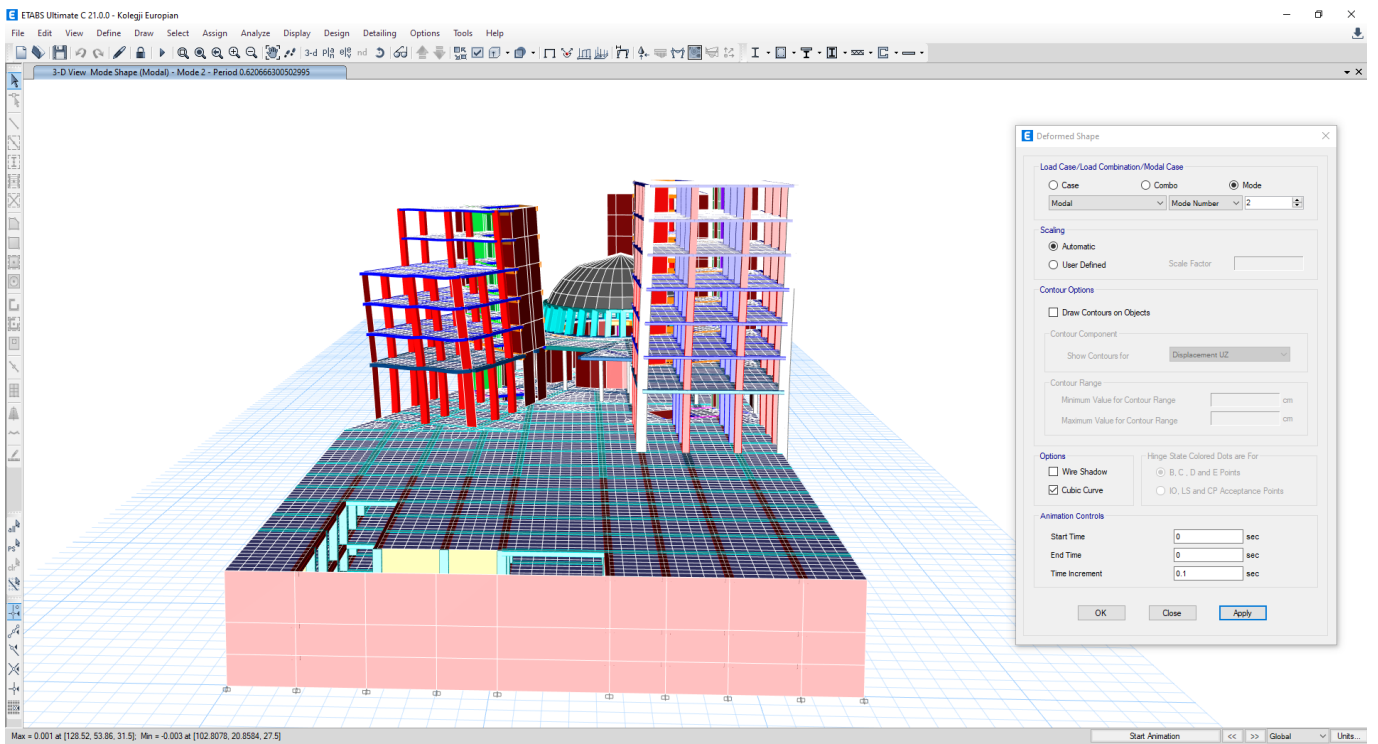 ETABS Ultimate C 21.0.0 - Kolegji Europian
File Edit View Define Draw Select Assign Analyze Display Design Detailing Options Tools Help
3-d Pla ele nd
3-D View Mode Shape (Modal) - Mode 2 - Period 0.620666300502995
Deformed Shape
Load Case/Load Combination/Modal Case
Case Combo Mode
Modal Mode Number 2
Scaling
Automatic
User Defined Scale Factor
Contour Options
Draw Contours on Objects
Contour Component
Show Contours for Displacement UZ
Contour Range
Minimum Value for Contour Range cm
Maximum Value for Contour Range cm
Options Hinge State Colored Dots are For
Wire Shadow B, C , D and E Points
Cubic Curve IO, LS and CP Acceptance Points
Animation Controls
Start Time 0 sec
End Time 0 sec
Time Increment 0.1 sec
OK Close Apply
all
PS
clr
Max = 0.001 at [128.52, 53.86, 31.5]; Min = -0.003 at [102.8078, 20.8584, 27.5] Start Animation << >> Global Units...